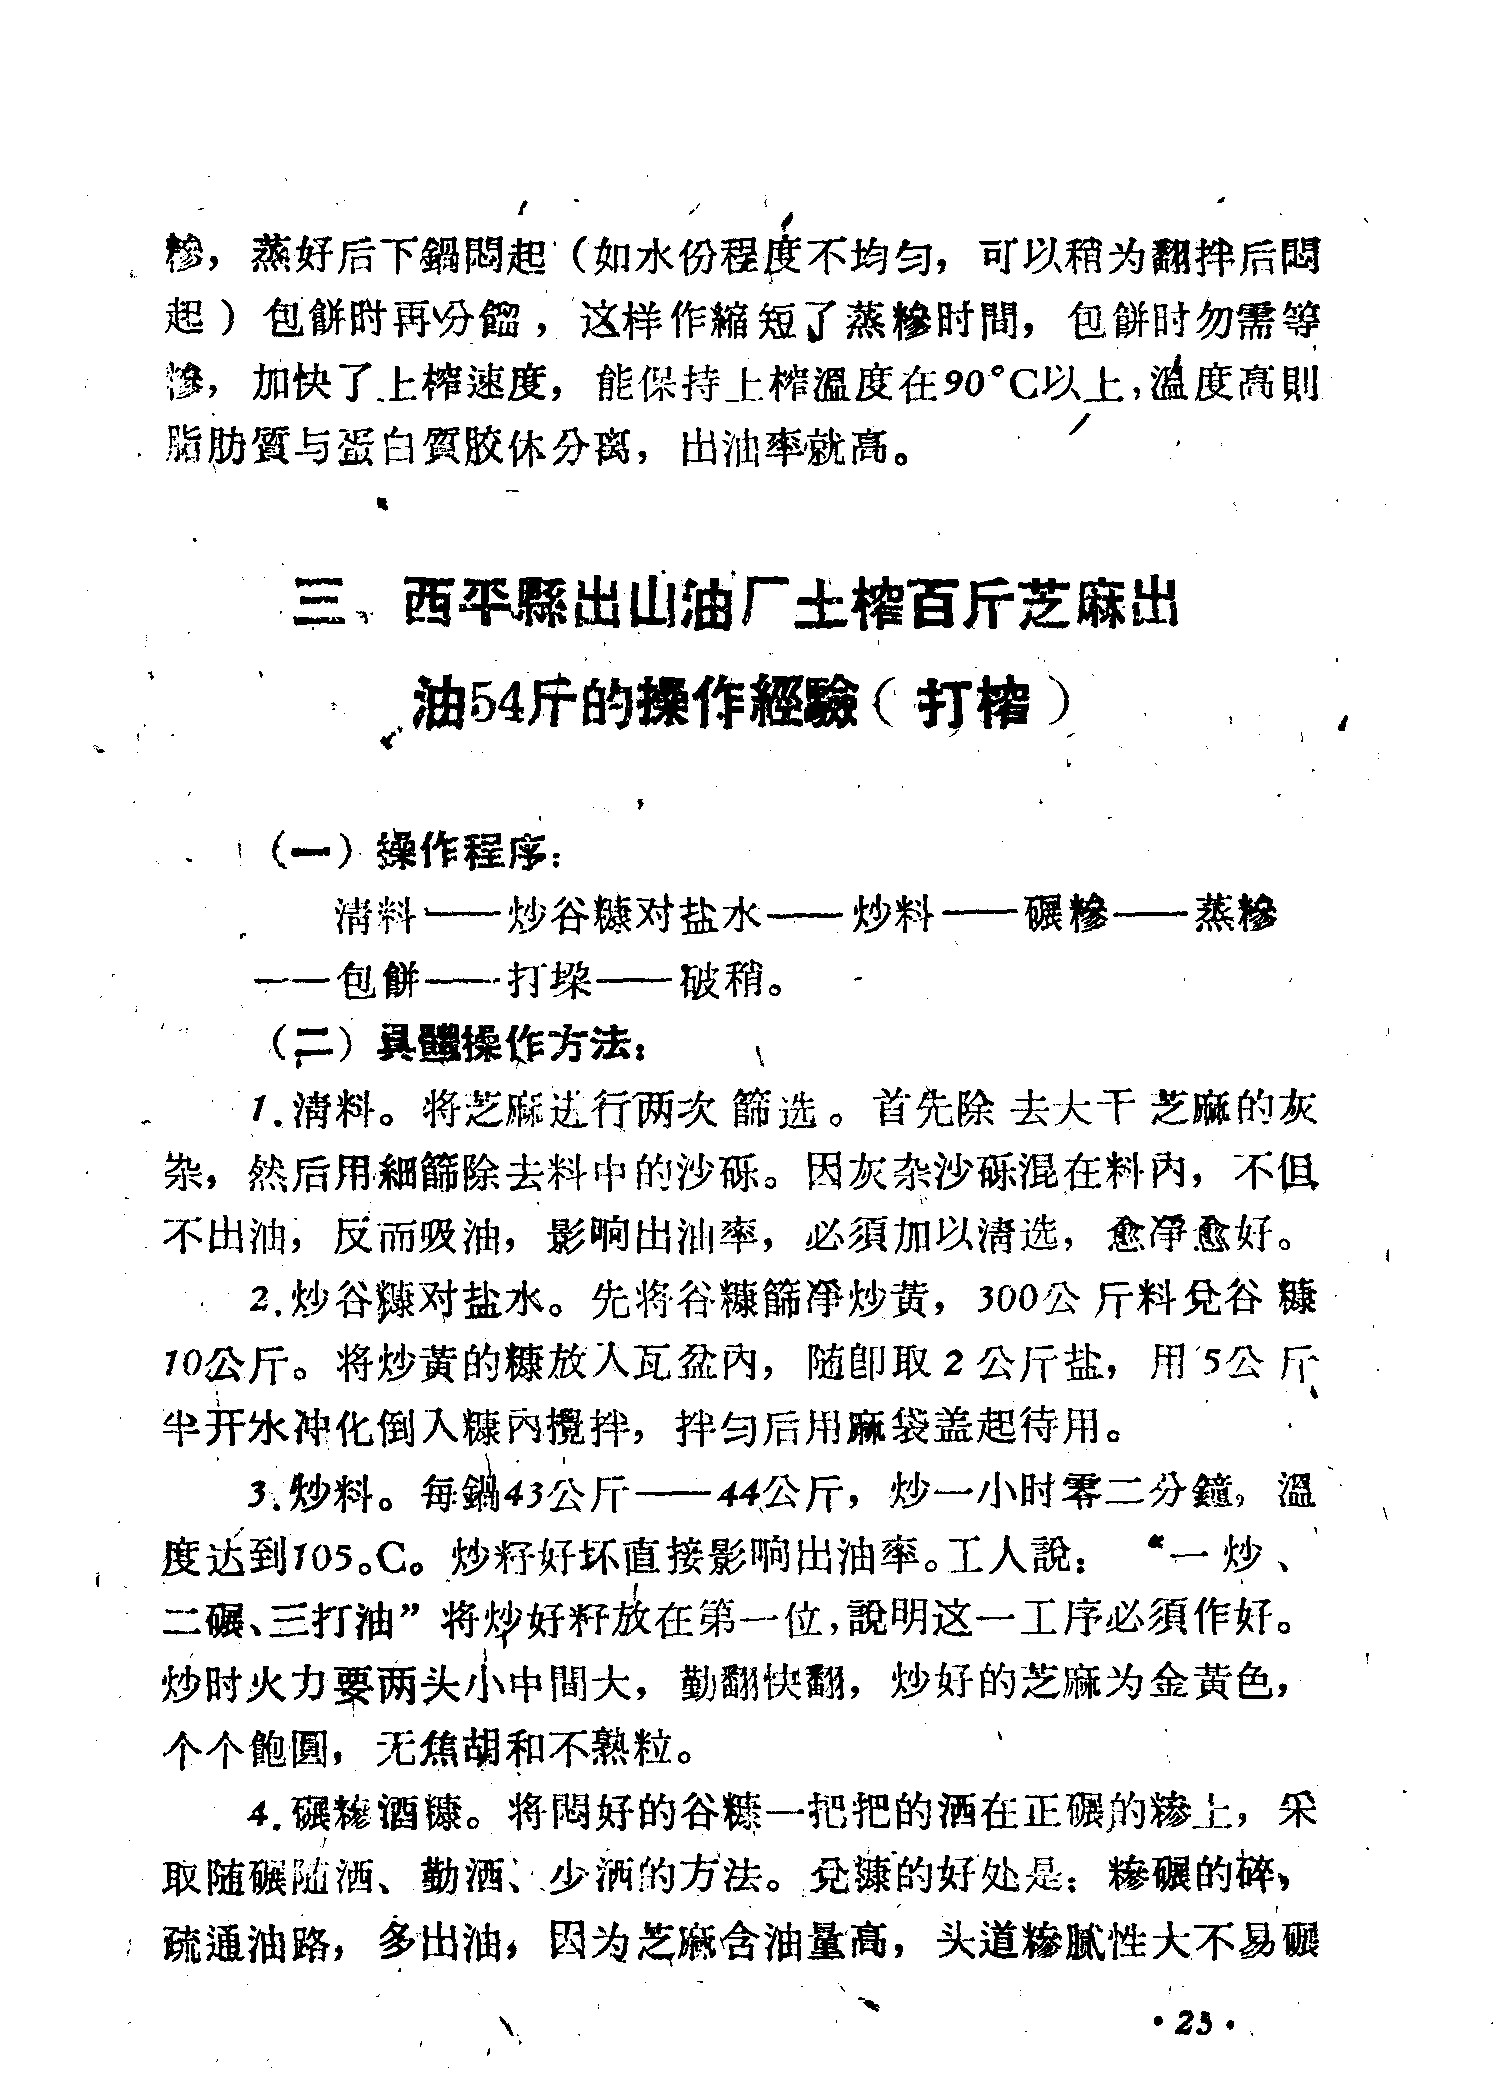 糁，蒸好后下鍋悶起（如水份程度不均匀，可以稍为翻拌后悶
起）包餅时再分餾，这样作縮短了蒸糁时間，包餅时勿需等
糁，加快了上榨速度，能保持上榨溫度在90°C以上，溫度高則
脂肪質与蛋白質胶休分离，出油率就高。
三、西平縣出山油厂土榨百斤芝麻出
油54斤的操作經驗（打榨）
（一）操作程序：
清料——炒谷糠对盐水——炒料——碾糁——蒸糁
——包餅——打垛——破稍。
（二）具體操作方法：
1.清料。将芝麻进行两次篩选。首先除去大干芝麻的灰
杂，然后用細篩除去料中的沙砾。因灰杂沙砾混在料內，不但
不出油，反而吸油，影响出油率，必須加以清选，愈凈愈好。
2.炒谷糠对盐水。先将谷糠篩凈炒黄，300公斤料兌谷糠
10公斤。将炒黄的糠放入瓦盆內，随卽取2公斤盐，用5公斤
半开水冲化倒入糠內攪拌，拌匀后用麻袋盖起待用。
3.炒料。每鍋43公斤——44公斤，炒一小时零二分鐘，溫
度达到105。C。炒籽好坏直接影响出油率。工人說：“一炒、
二碾、三打油”将炒好籽放在第一位，說明这一工序必須作好。
炒时火力要两头小中間大，勤翻快翻，炒好的芝麻为金黄色，
个个飽圓，无焦胡和不熟粒。
4.碾糁酒糠。将悶好的谷糠一把把的洒在正碾的糁上，采
取随碾随洒、勤洒、少洒的方法。兌糠的好处是：糁碾的碎，
疏通油路，多出油，因为芝麻含油量高，头道糁膩性大不易碾
·23·